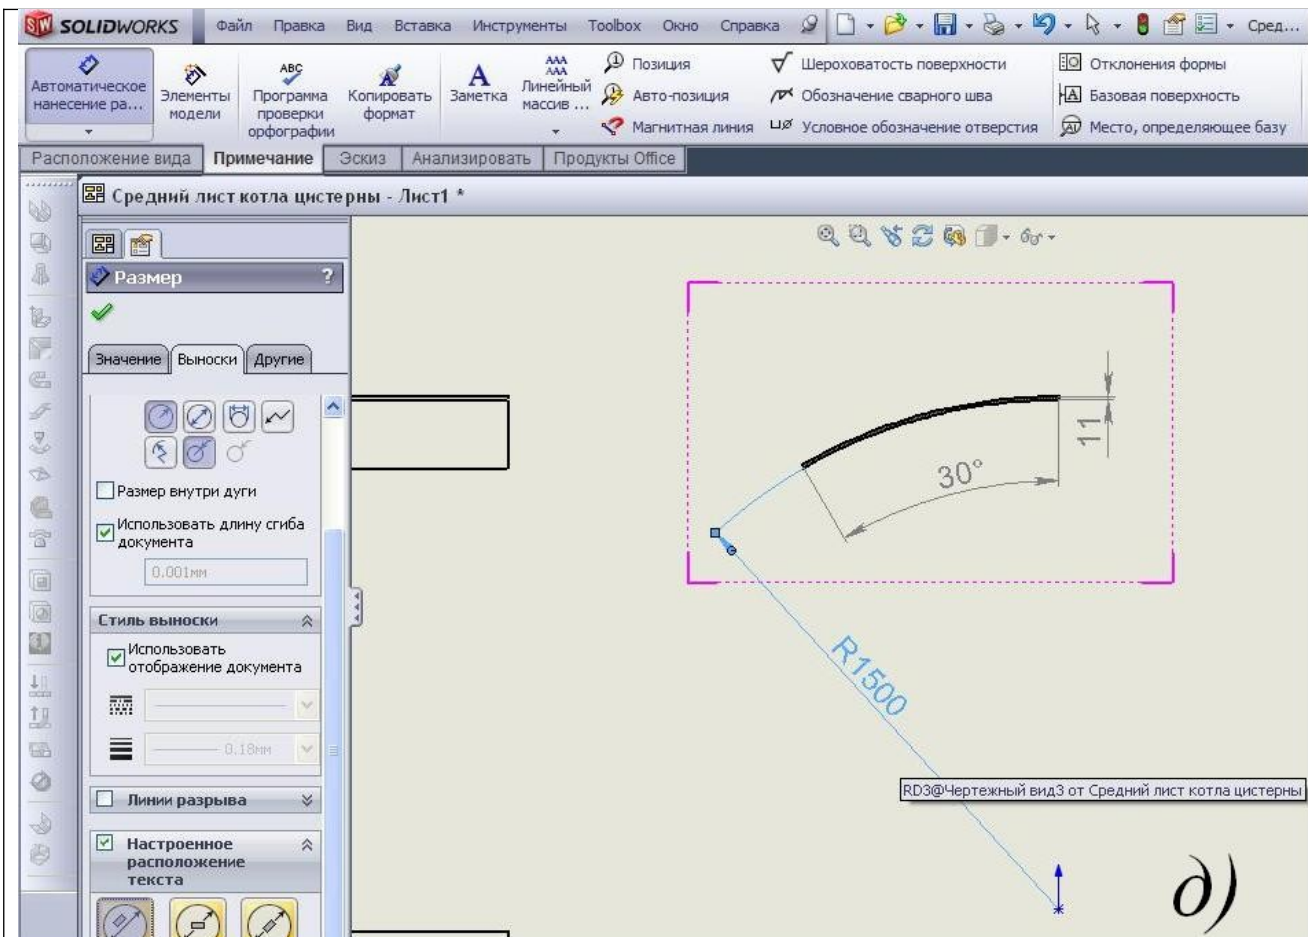 SOLIDWORKS Файл Правка Вид Вставка Инструменты Toolbox Окно Справка Сред...
Автоматическое нанесение ра...
Элементы модели
ABC
Программа проверки орфографии
Копировать формат
A
Заметка
Линейный массив ...
Позиция
Авто-позиция
Магнитная линия
Шероховатость поверхности
Обозначение сварного шва
Условное обозначение отверстия
Отклонения формы
Базовая поверхность
Место, определяющее базу
Расположение вида Примечание Эскиз Анализировать Продукты Office
Средний лист котла цистерны - Лист1 *
Размер ?
Значение Выноски Другие
Размер внутри дуги
Использовать длину сгиба
документа
0.001мм
Стиль выноски
Использовать
отображение документа
0.18мм
Линии разрыва
Настроенное
расположение
текста
11
30°
R1500
RD3@Чертежный вид3 от Средний лист котла цистерны
д)